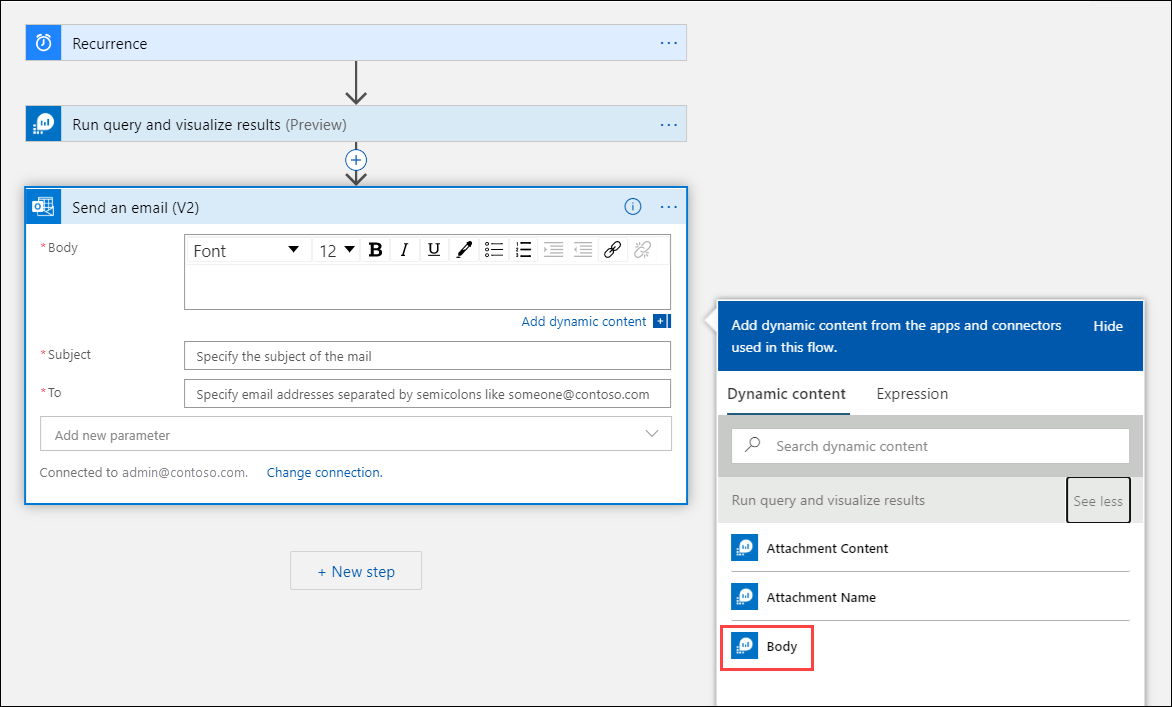 Recurrence ...
Run query and visualize results (Preview) ...
Send an email (V2) ...
* Body
Font 12 B I U
Add dynamic content
* Subject Specify the subject of the mail
* To Specify email addresses separated by semicolons like someone@contoso.com
Add new parameter
Connected to admin@contoso.com. Change connection.
+ New step
Add dynamic content from the apps and connectors
used in this flow.
Hide
Dynamic content Expression
Search dynamic content
Run query and visualize results See less
Attachment Content
Attachment Name
Body